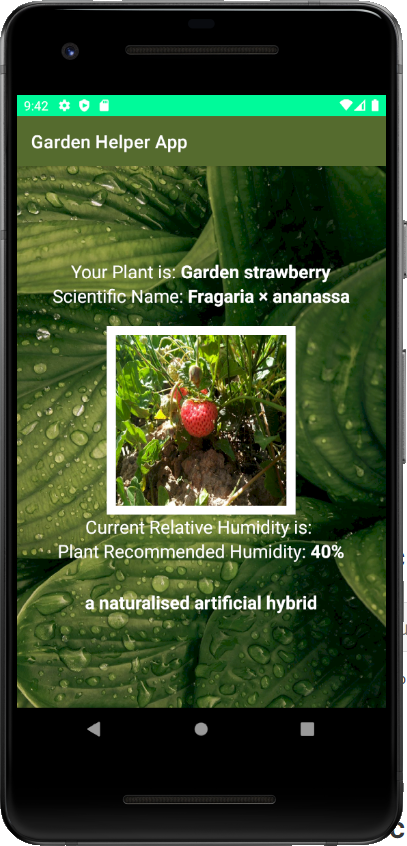 9:42
Garden Helper App
Your Plant is: Garden strawberry
Scientific Name: Fragaria × ananassa
Current Relative Humidity is:
Plant Recommended Humidity: 40%
a naturalised artificial hybrid